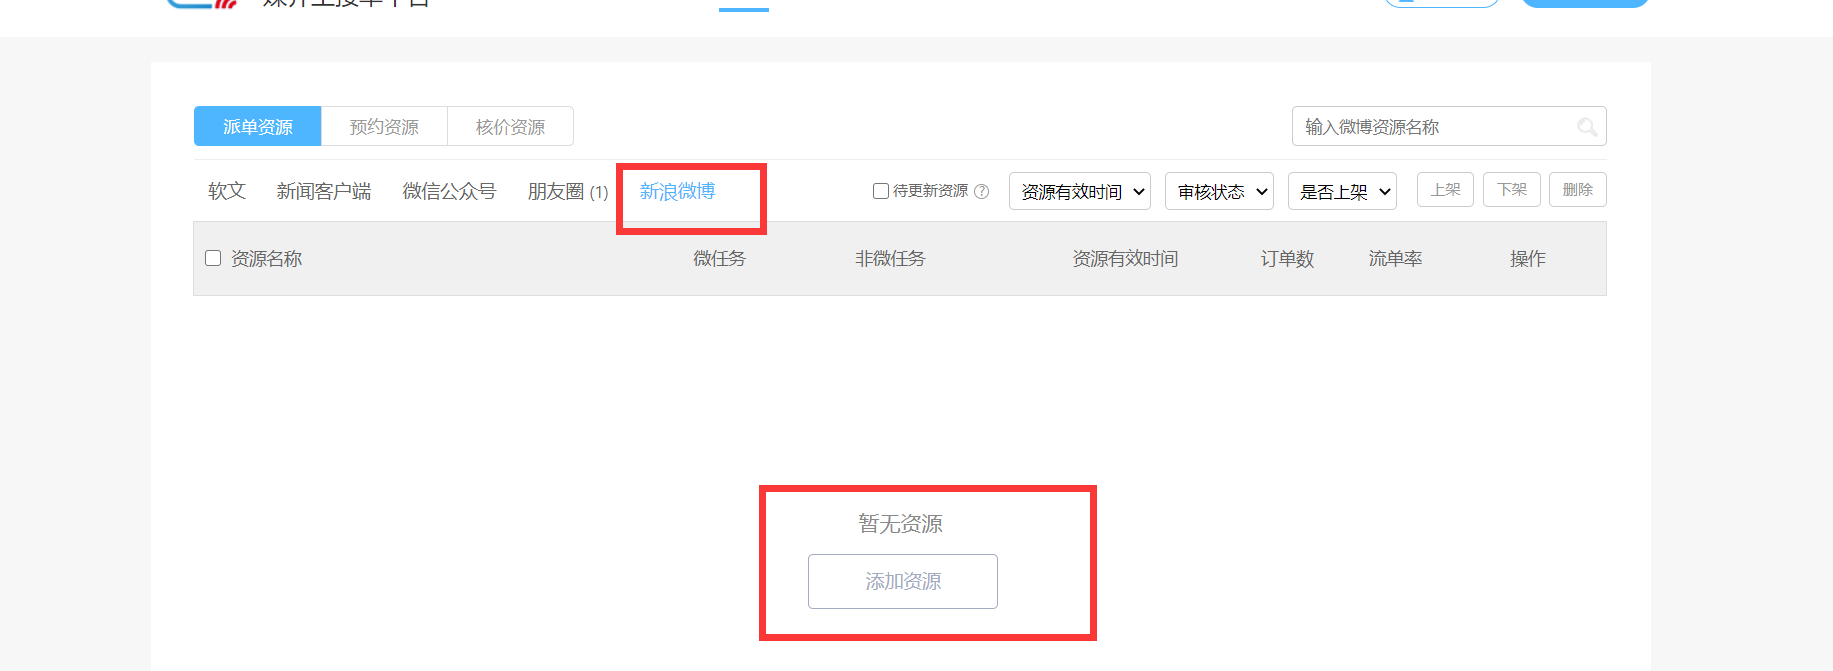 派单资源 预约资源 核价资源 输入微博资源名称
软文 新闻客户端 微信公众号 朋友圈 (1) 新浪微博 待更新资源 ? 资源有效时间 审核状态 是否上架 上架 下架 删除
资源名称 微任务 非微任务 资源有效时间 订单数 流单率 操作
暂无资源
添加资源